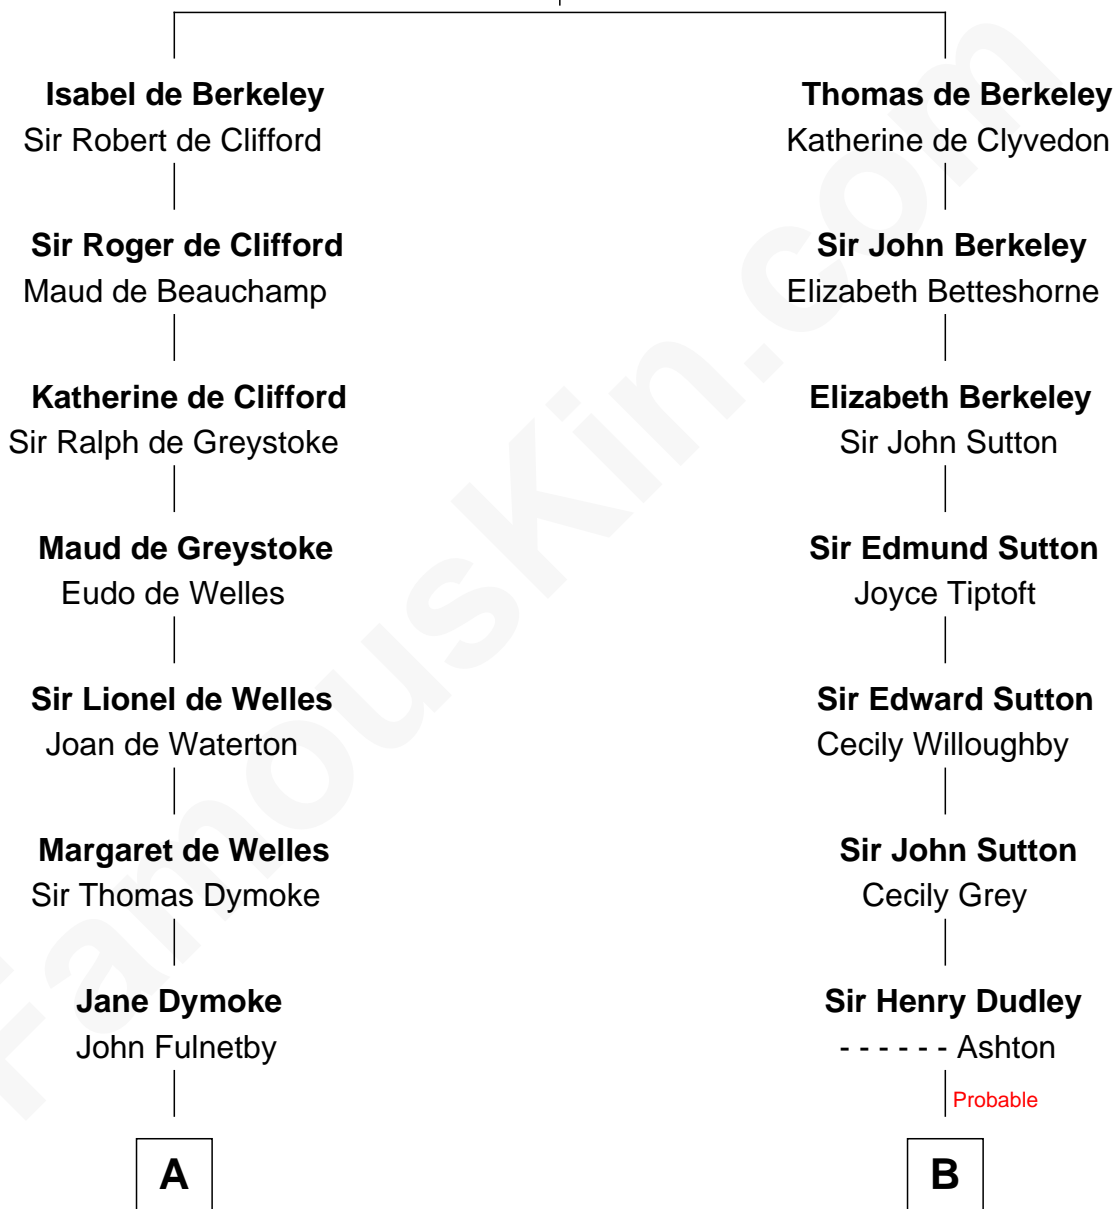 Isabel de Berkeley
Sir Robert de Clifford
Sir Roger de Clifford
Maud de Beauchamp
Katherine de Clifford
Sir Ralph de Greystoke
Maud de Greystoke
Eudo de Welles
Sir Lionel de Welles
Joan de Waterton
Margaret de Welles
Sir Thomas Dymoke
Jane Dymoke
John Fulnetby
A
Thomas de Berkeley
Katherine de Clyvedon
Sir John Berkeley
Elizabeth Betteshorne
Elizabeth Berkeley
Sir John Sutton
Sir Edmund Sutton
Joyce Tiptoft
Sir Edward Sutton
Cecily Willoughby
Sir John Sutton
Cecily Grey
Sir Henry Dudley
- - - - - - Ashton
Probable
B
FamousKin.com